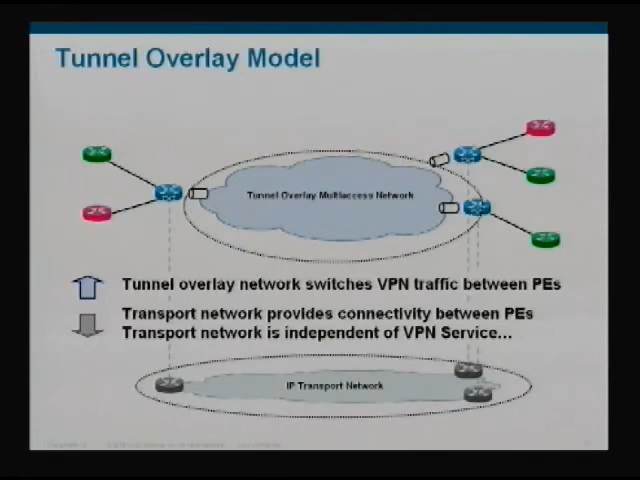 Tunnel Overlay Model
Tunnel Overlay Multiaccess Network
Tunnel overlay network switches VPN traffic between PEs
Transport network provides connectivity between PEs
Transport network is independent of VPN Service...
IP Transport Network